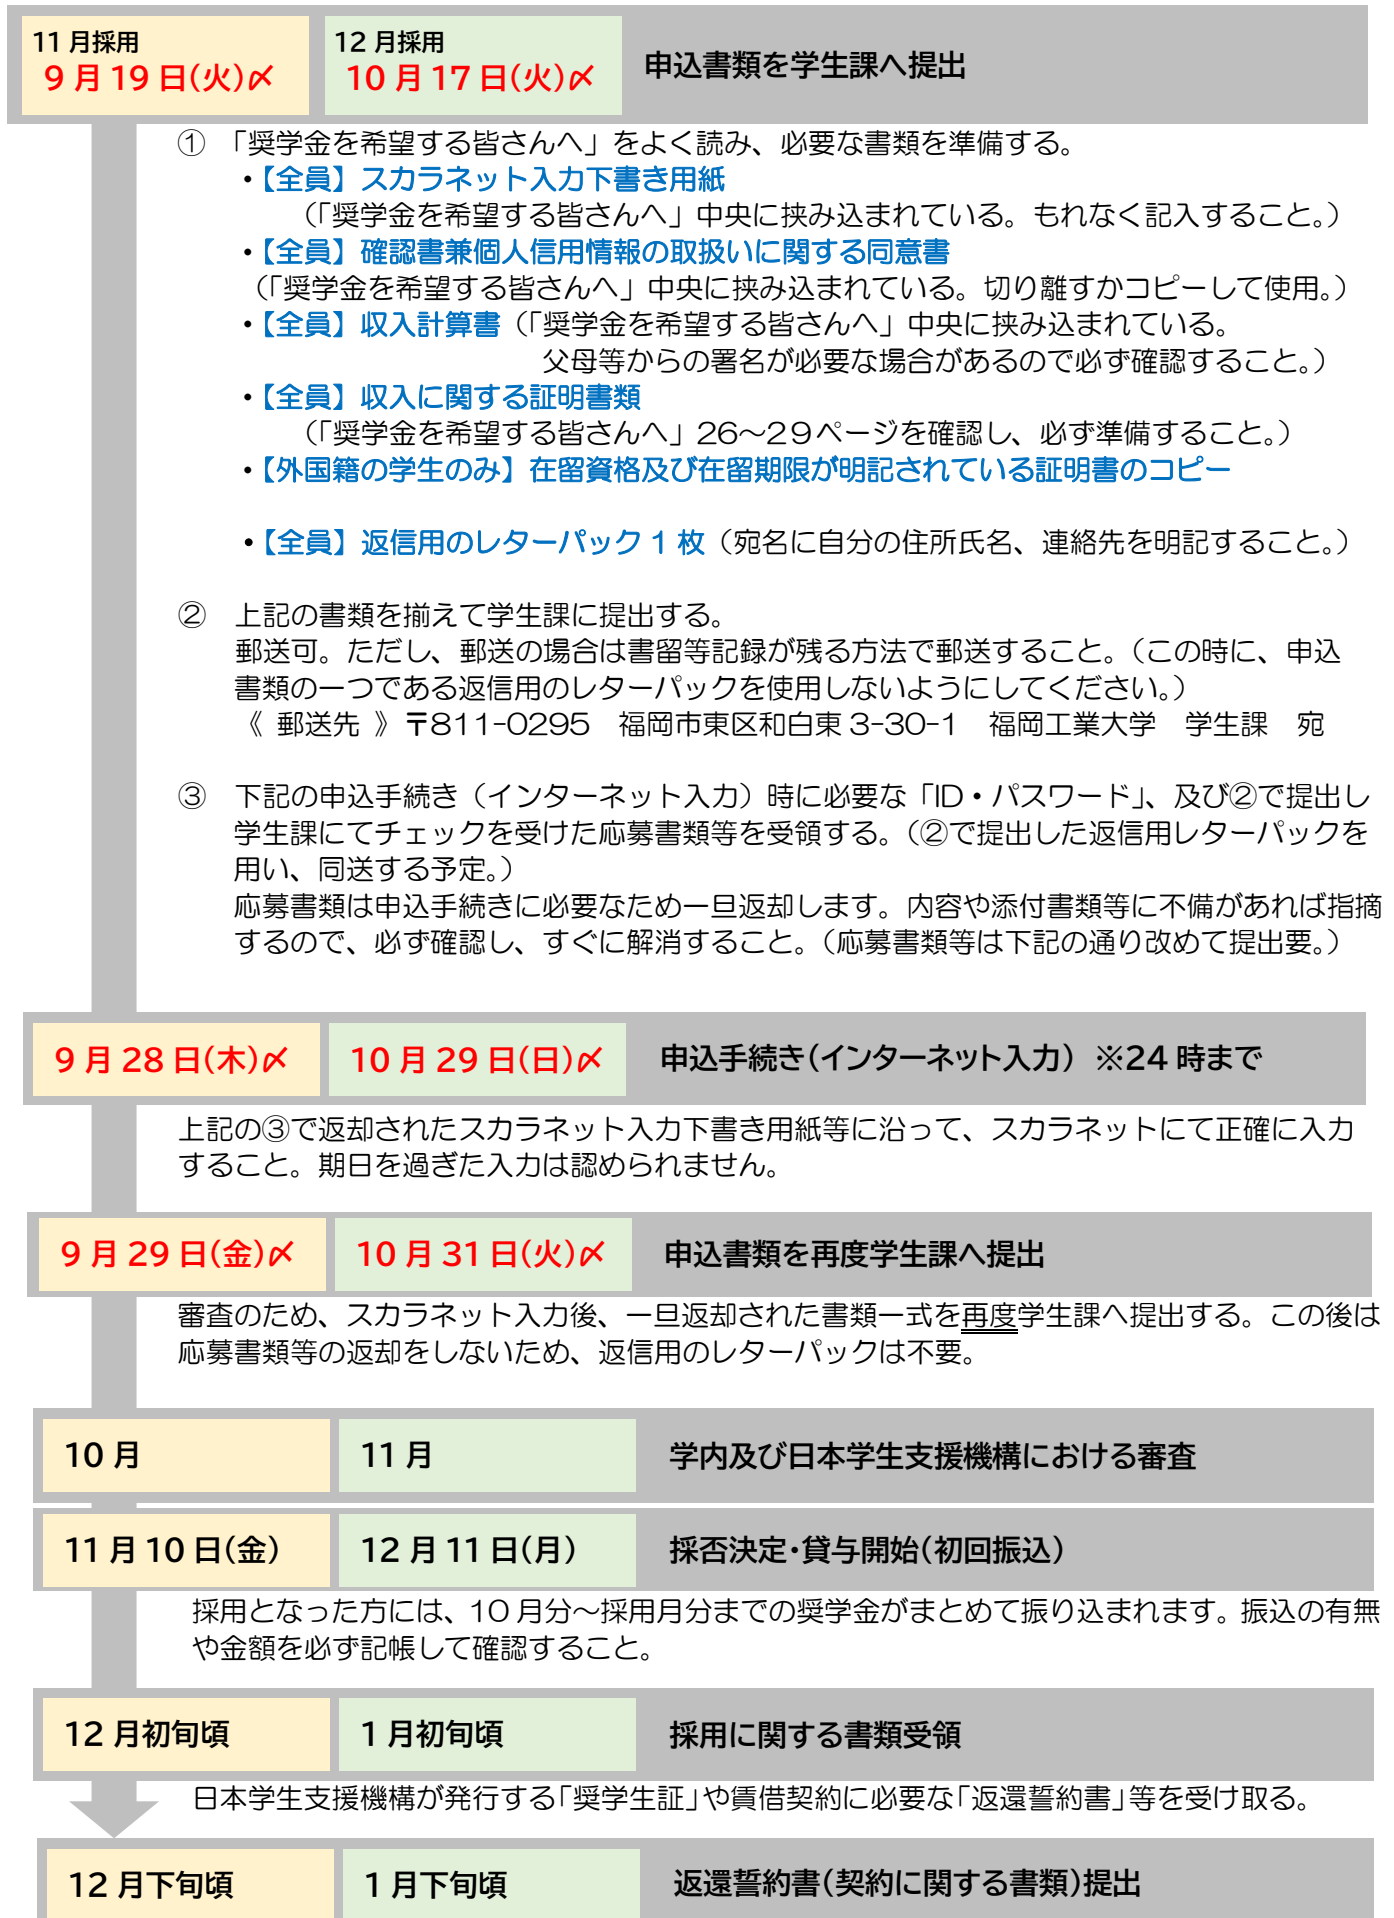 11月採用
9月19日(火)〆
12月採用
10月17日(火)〆
申込書類を学生課へ提出
① 「奨学金を希望する皆さんへ」をよく読み、必要な書類を準備する。
・【全員】スカラネット入力下書き用紙
（「奨学金を希望する皆さんへ」中央に挟み込まれている。もれなく記入すること。）
・【全員】確認書兼個人信用情報の取扱いに関する同意書
（「奨学金を希望する皆さんへ」中央に挟み込まれている。切り離すかコピーして使用。）
・【全員】収入計算書（「奨学金を希望する皆さんへ」中央に挟み込まれている。
父母等からの署名が必要な場合があるので必ず確認すること。）
・【全員】収入に関する証明書類
（「奨学金を希望する皆さんへ」26～29ページを確認し、必ず準備すること。）
・【外国籍の学生のみ】在留資格及び在留期限が明記されている証明書のコピー
・【全員】返信用のレターパック1枚（宛名に自分の住所氏名、連絡先を明記すること。）
② 上記の書類を揃えて学生課に提出する。
郵送可。ただし、郵送の場合は書留等記録が残る方法で郵送すること。（この時に、申込
書類の一つである返信用のレターパックを使用しないようにしてください。）
《 郵送先 》〒811-0295 福岡市東区和白東3-30-1 福岡工業大学 学生課 宛
③ 下記の申込手続き（インターネット入力）時に必要な「ID・パスワード」、及び②で提出し
学生課にてチェックを受けた応募書類等を受領する。（②で提出した返信用レターパックを
用い、同送する予定。）
応募書類は申込手続きに必要なため一旦返却します。内容や添付書類等に不備があれば指摘
するので、必ず確認し、すぐに解消すること。（応募書類等は下記の通り改めて提出要。）
9月28日(木)〆
10月29日(日)〆
申込手続き（インターネット入力） ※24時まで
上記の③で返却されたスカラネット入力下書き用紙等に沿って、スカラネットにて正確に入力
すること。期日を過ぎた入力は認められません。
9月29日(金)〆
10月31日(火)〆
申込書類を再度学生課へ提出
審査のため、スカラネット入力後、一旦返却された書類一式を再度学生課へ提出する。この後は
応募書類等の返却をしないため、返信用のレターパックは不要。
10月
11月
学内及び日本学生支援機構における審査
11月10日(金)
12月11日(月)
採否決定・貸与開始（初回振込）
採用となった方には、10月分～採用月分までの奨学金がまとめて振り込まれます。振込の有無
や金額を必ず記帳して確認すること。
12月初旬頃
1月初旬頃
採用に関する書類受領
日本学生支援機構が発行する「奨学生証」や賃借契約に必要な「返還誓約書」等を受け取る。
12月下旬頃
1月下旬頃
返還誓約書（契約に関する書類）提出